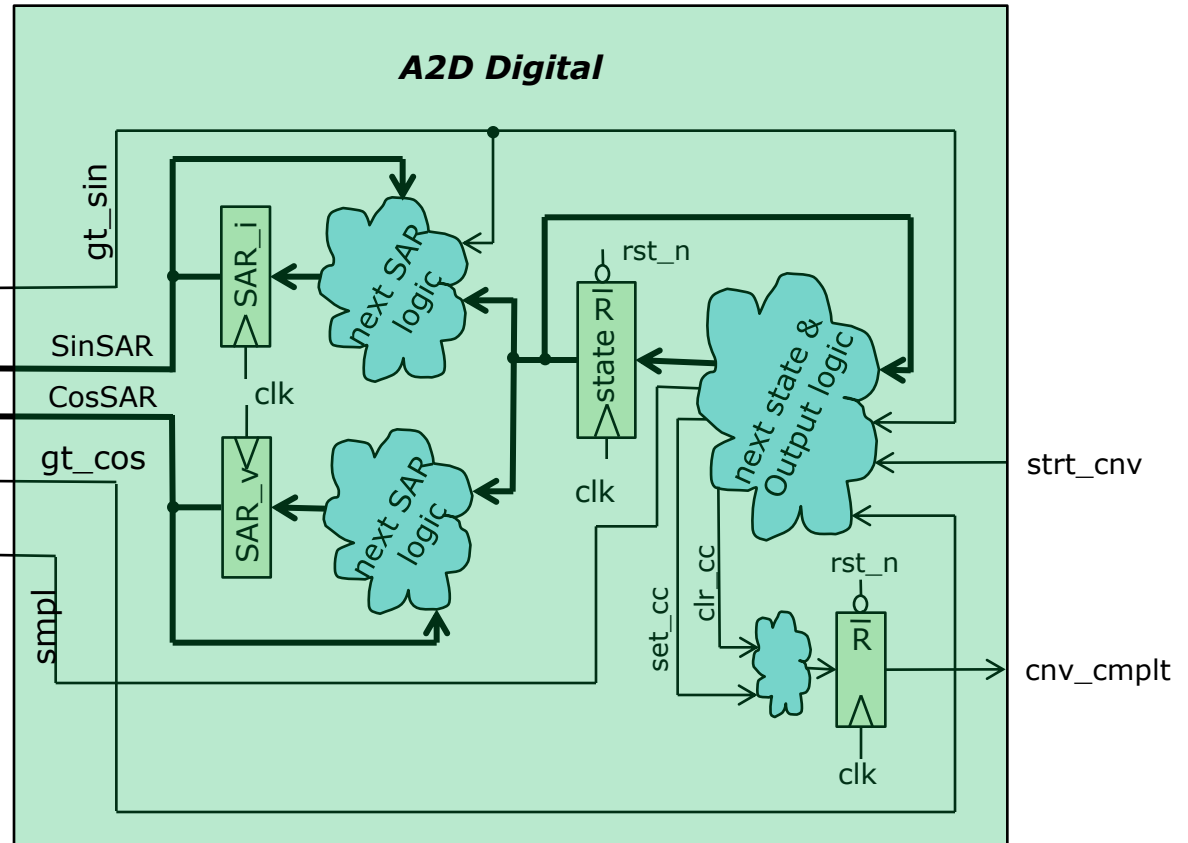 A2D Digital
gt_sin
SAR_i
next SAR
logic
rst_n
R
state
next state &
Output logic
SinSAR
clk
CosSAR
gt_cos
SAR_v
next SAR
logic
clk
strt_cnv
smpl
set_cc
clr_cc
rst_n
R
cnv_cmplt
clk